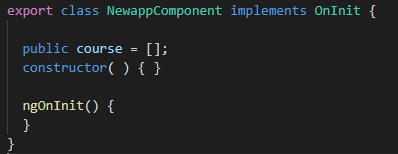 export class NewappComponent implements OnInit {
public course = [];
constructor( ) { }
ngOnInit() {
}
}